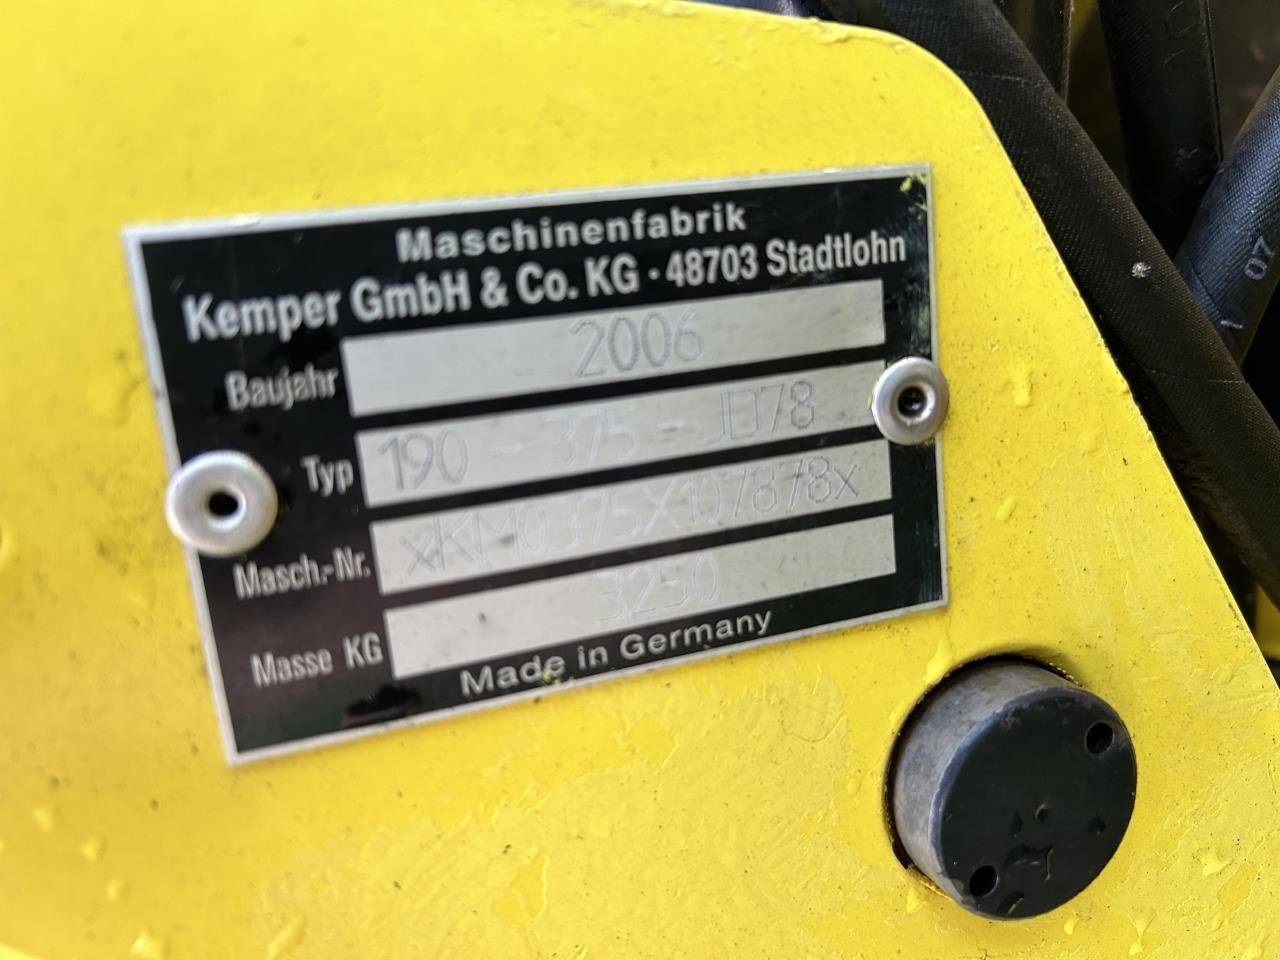 Maschinenfabrik
Kemper GmbH & Co. KG · 48703 Stadtlohn
Baujahr 2006
Typ 190 - 375 - JD78
Masch.-Nr. xKM0375X107878x
Masse KG 3250
Made in Germany
07